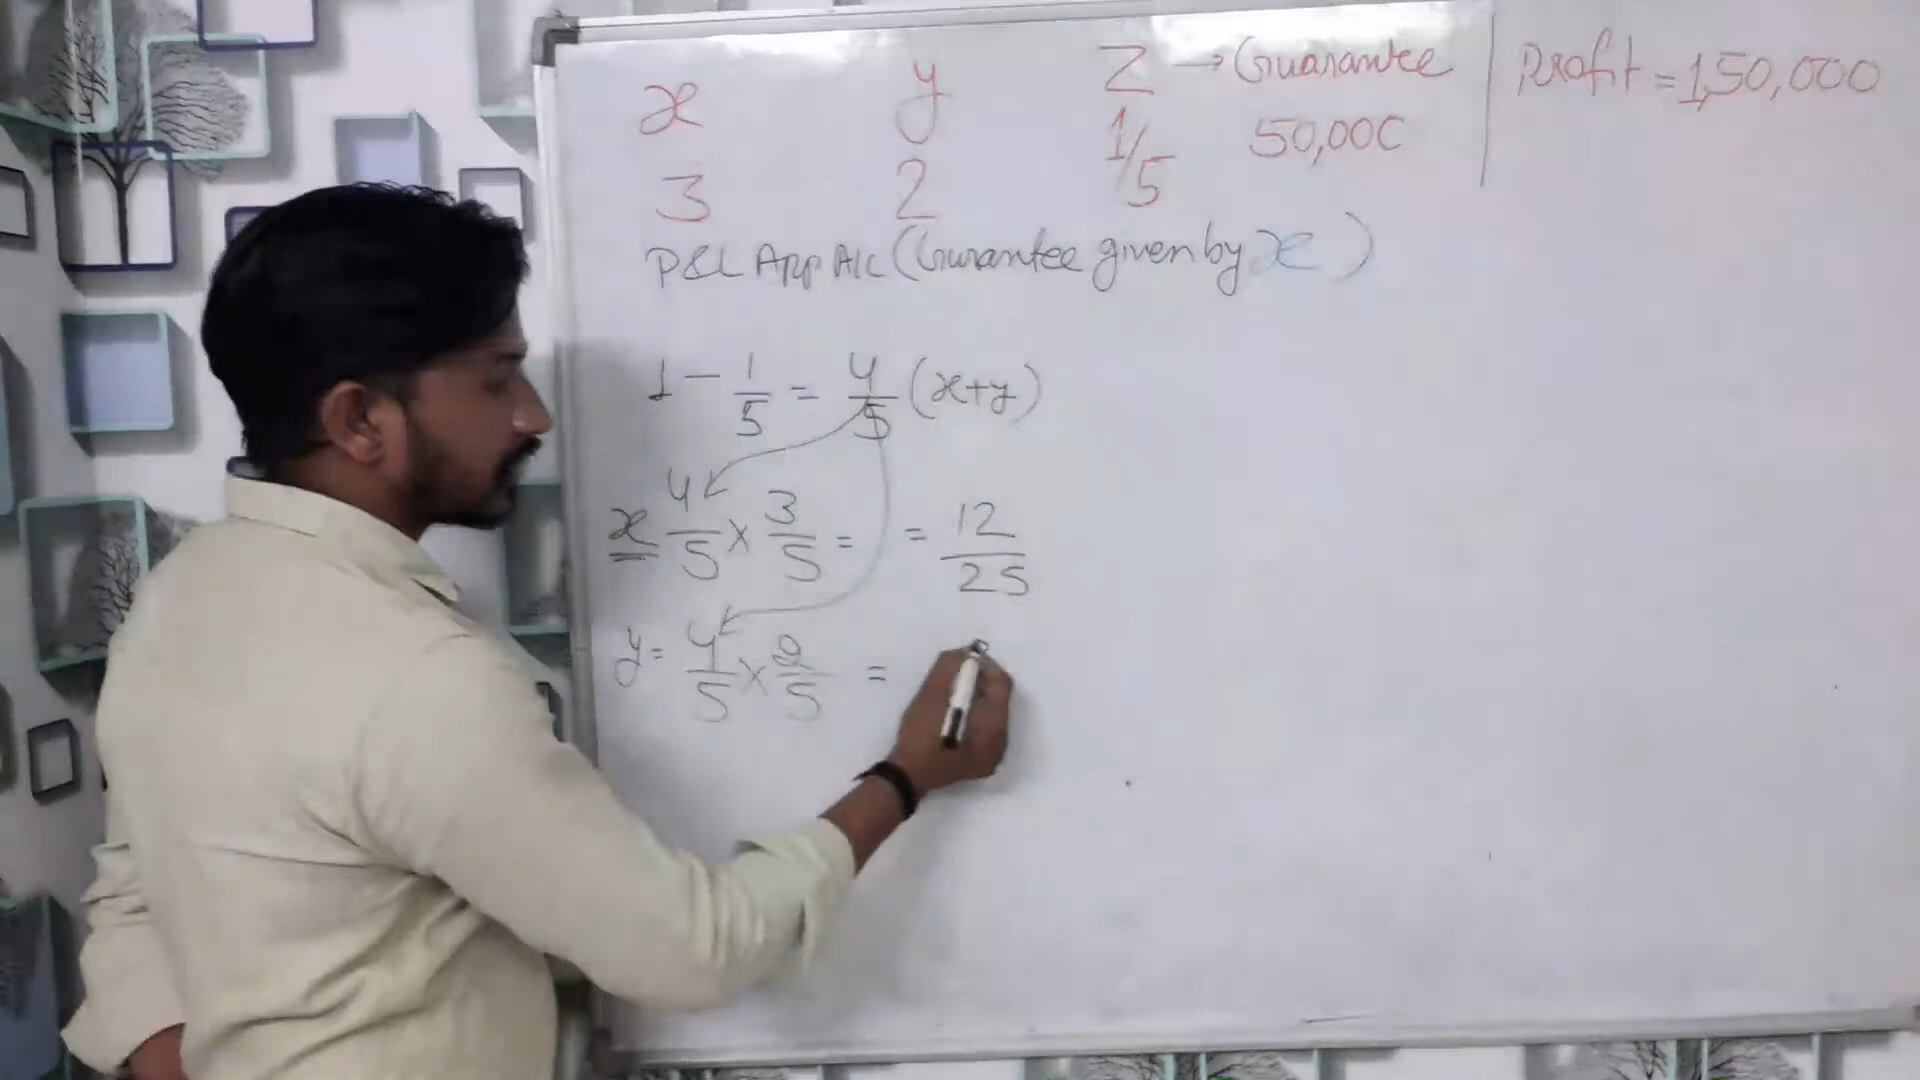 x y Z → Guarantee Profit = 1,50,000
3 2 1/5 50,000
P&L App A/c (Gurantee given by x)
1 - 1/5 = 4/5 (x+y)
x 4/5 × 3/5 = = 12/25
y = 4/5 × 2/5 =